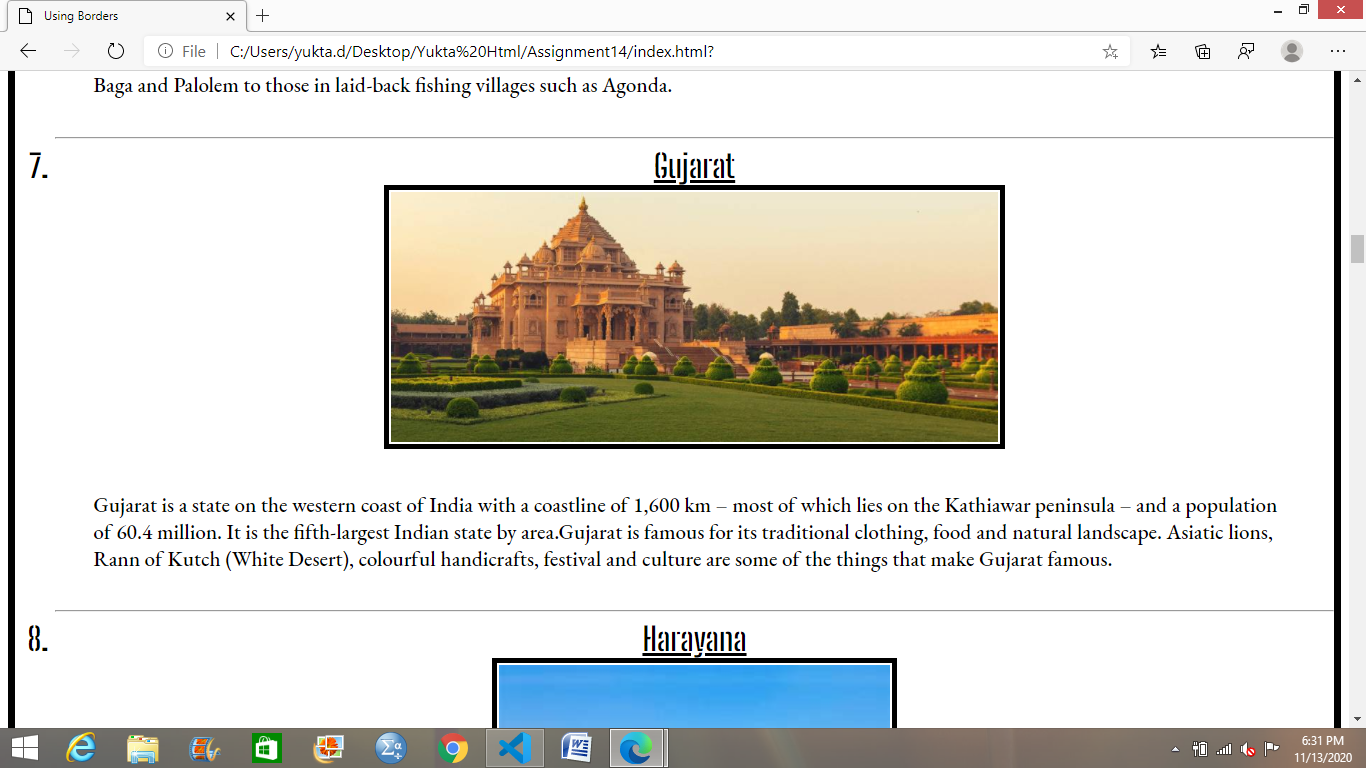 Using Borders
File
C:/Users/yukta.d/Desktop/Yukta%20Html/Assignment14/index.html?
Baga and Palolem to those in laid-back fishing villages such as Agonda.
7. Gujarat
Gujarat is a state on the western coast of India with a coastline of 1,600 km – most of which lies on the Kathiawar peninsula – and a population
of 60.4 million. It is the fifth-largest Indian state by area.Gujarat is famous for its traditional clothing, food and natural landscape. Asiatic lions,
Rann of Kutch (White Desert), colourful handicrafts, festival and culture are some of the things that make Gujarat famous.
8. Harayana
Σα
6:31 PM
11/13/2020